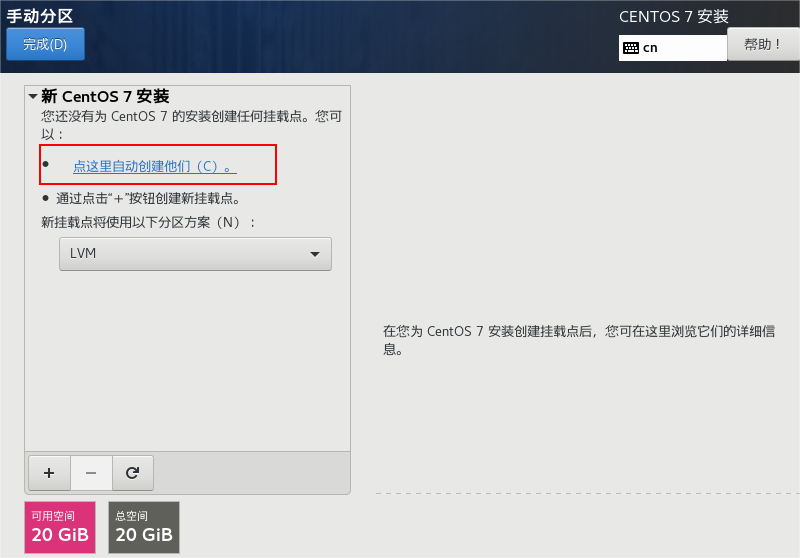 手动分区
CENTOS 7 安装
完成(D)
cn
帮助！
新 CentOS 7 安装
您还没有为 CentOS 7 的安装创建任何挂载点。您可
以：
点这里自动创建他们（C）。
通过点击“+”按钮创建新挂载点。
新挂载点将使用以下分区方案（N）：
LVM
在您为 CentOS 7 安装创建挂载点后，您可在这里浏览它们的详细信
息。
+ −
可用空间
20 GiB
总空间
20 GiB